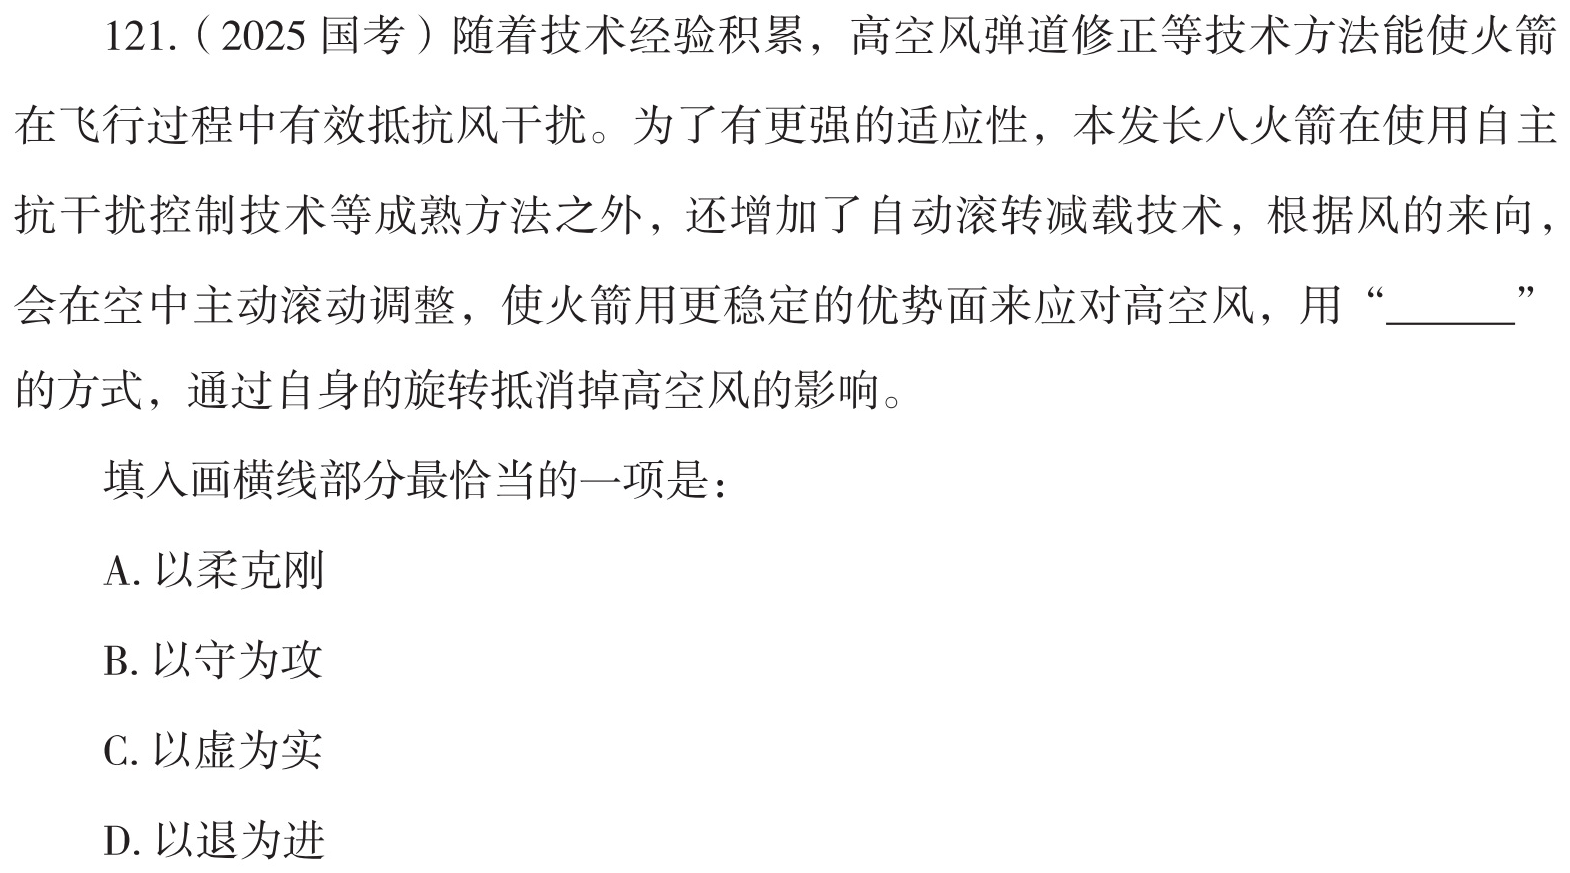 121.（2025 国考）随着技术经验积累，高空风弹道修正等技术方法能使火箭
在飞行过程中有效抵抗风干扰。为了有更强的适应性，本发长八火箭在使用自主
抗干扰控制技术等成熟方法之外，还增加了自动滚转减载技术，根据风的来向，
会在空中主动滚动调整，使火箭用更稳定的优势面来应对高空风，用“______”
的方式，通过自身的旋转抵消掉高空风的影响。
填入画横线部分最恰当的一项是：
A. 以柔克刚
B. 以守为攻
C. 以虚为实
D. 以退为进